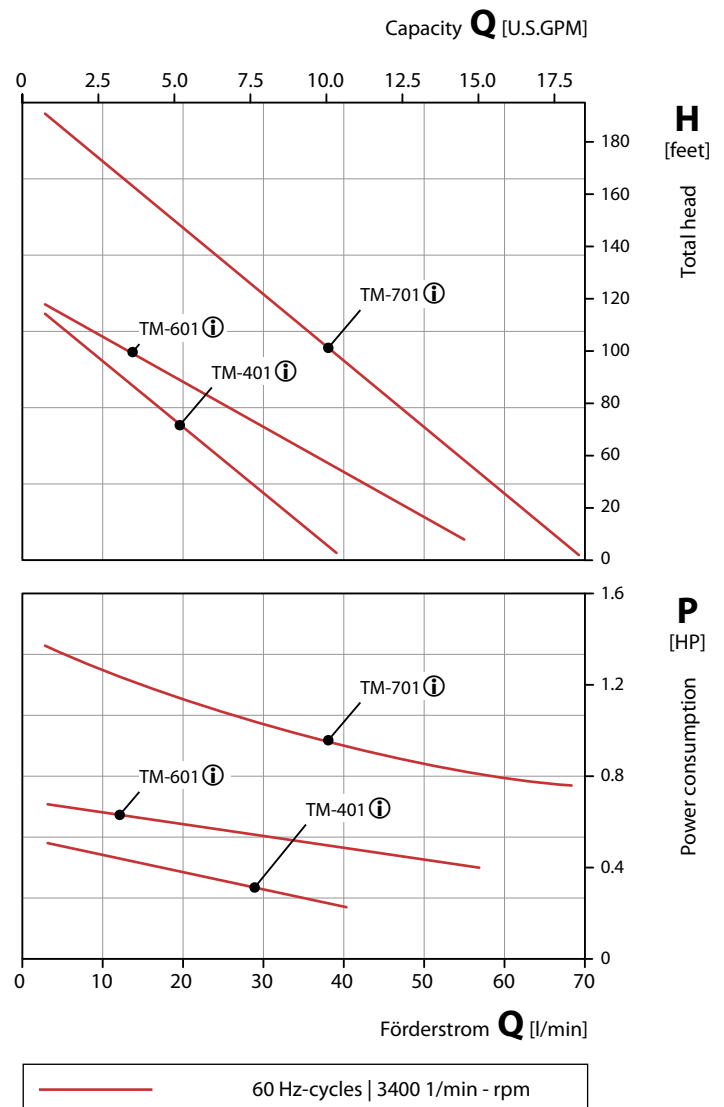 Capacity Q [U.S.GPM]
0 2.5 5.0 7.5 10.0 12.5 15.0 17.5
H
[feet]
Total head
180
160
140
120
100
80
60
20
0
TM-701 i
TM-601 i
TM-401 i
1.6
P
[HP]
Power consumption
1.2
0.8
0.4
0
TM-701 i
TM-601 i
TM-401 i
0 10 20 30 40 50 60 70
Förderstrom Q [l/min]
60 Hz-cycles | 3400 1/min - rpm